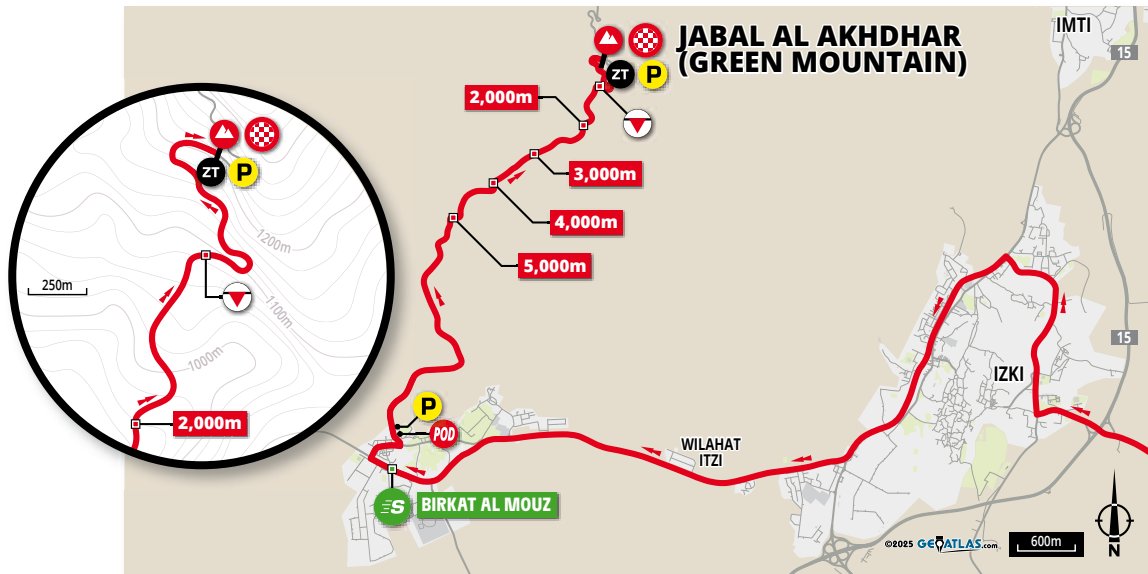 JABAL AL AKHDHAR
(GREEN MOUNTAIN)
IMTI
15
ZT
P
2,000m
3,000m
4,000m
5,000m
ZT
P
1200m
1100m
1000m
250m
2,000m
15
IZKI
P
POD
WILAHAT
ITZI
S
BIRKAT AL MOUZ
©2025 GEOATLAS.com
600m
N